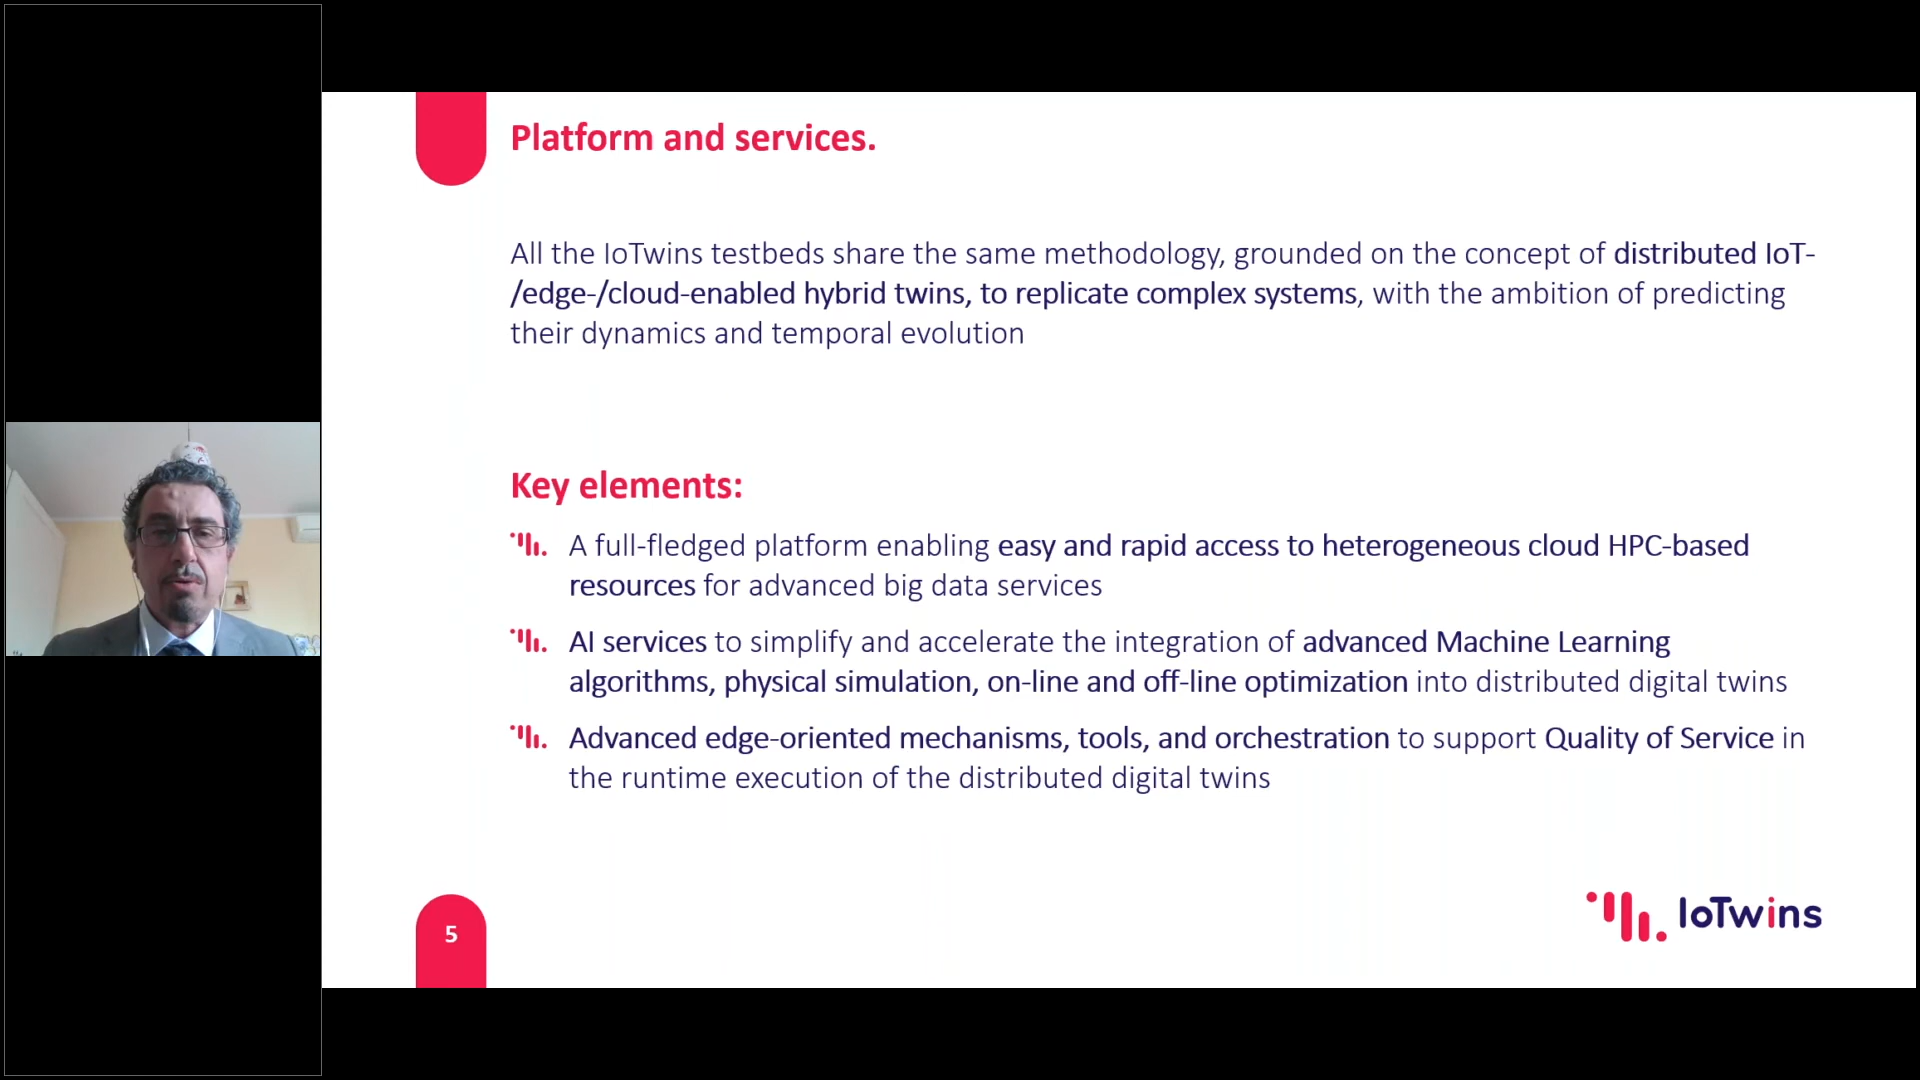 Platform and services.
All the IoTwins testbeds share the same methodology, grounded on the concept of distributed IoT-
/edge-/cloud-enabled hybrid twins, to replicate complex systems, with the ambition of predicting
their dynamics and temporal evolution
Key elements:
A full-fledged platform enabling easy and rapid access to heterogeneous cloud HPC-based
resources for advanced big data services
AI services to simplify and accelerate the integration of advanced Machine Learning
algorithms, physical simulation, on-line and off-line optimization into distributed digital twins
Advanced edge-oriented mechanisms, tools, and orchestration to support Quality of Service in
the runtime execution of the distributed digital twins
5
IoTwins